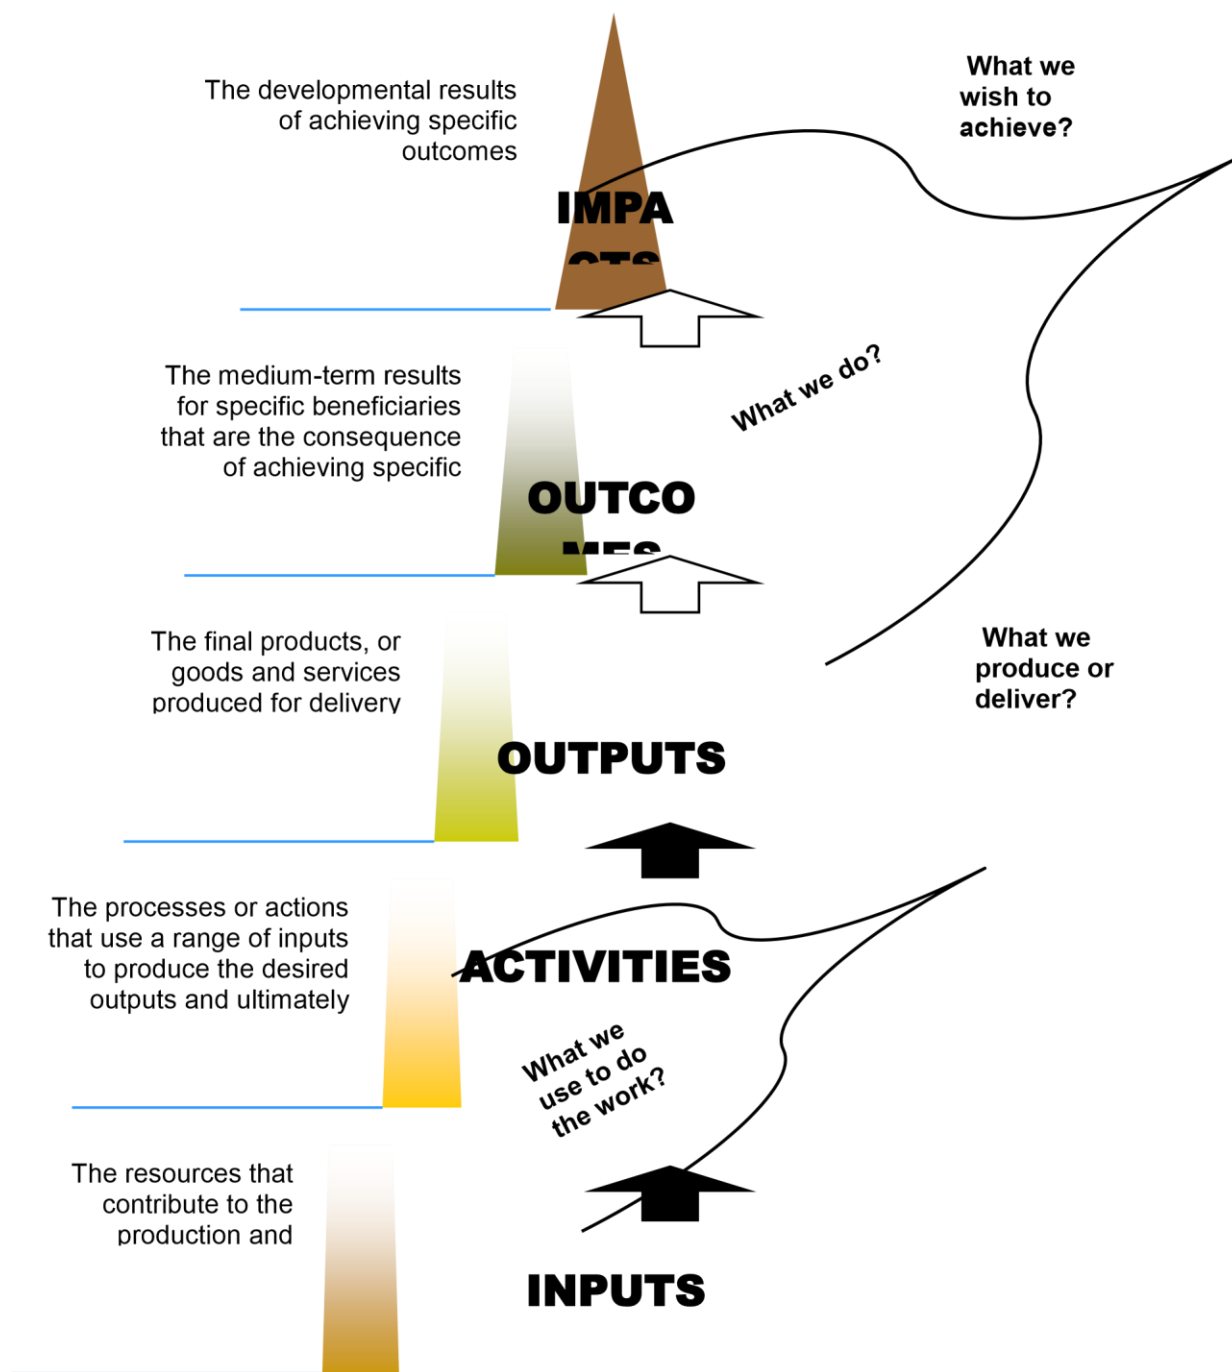 The developmental results
of achieving specific
outcomes
What we
wish to
achieve?
IMPA
CTS
The medium-term results
for specific beneficiaries
that are the consequence
of achieving specific
What we do?
OUTCO
MES
The final products, or
goods and services
produced for delivery
What we
produce or
deliver?
OUTPUTS
The processes or actions
that use a range of inputs
to produce the desired
outputs and ultimately
ACTIVITIES
What we
use to do
the work?
The resources that
contribute to the
production and
INPUTS